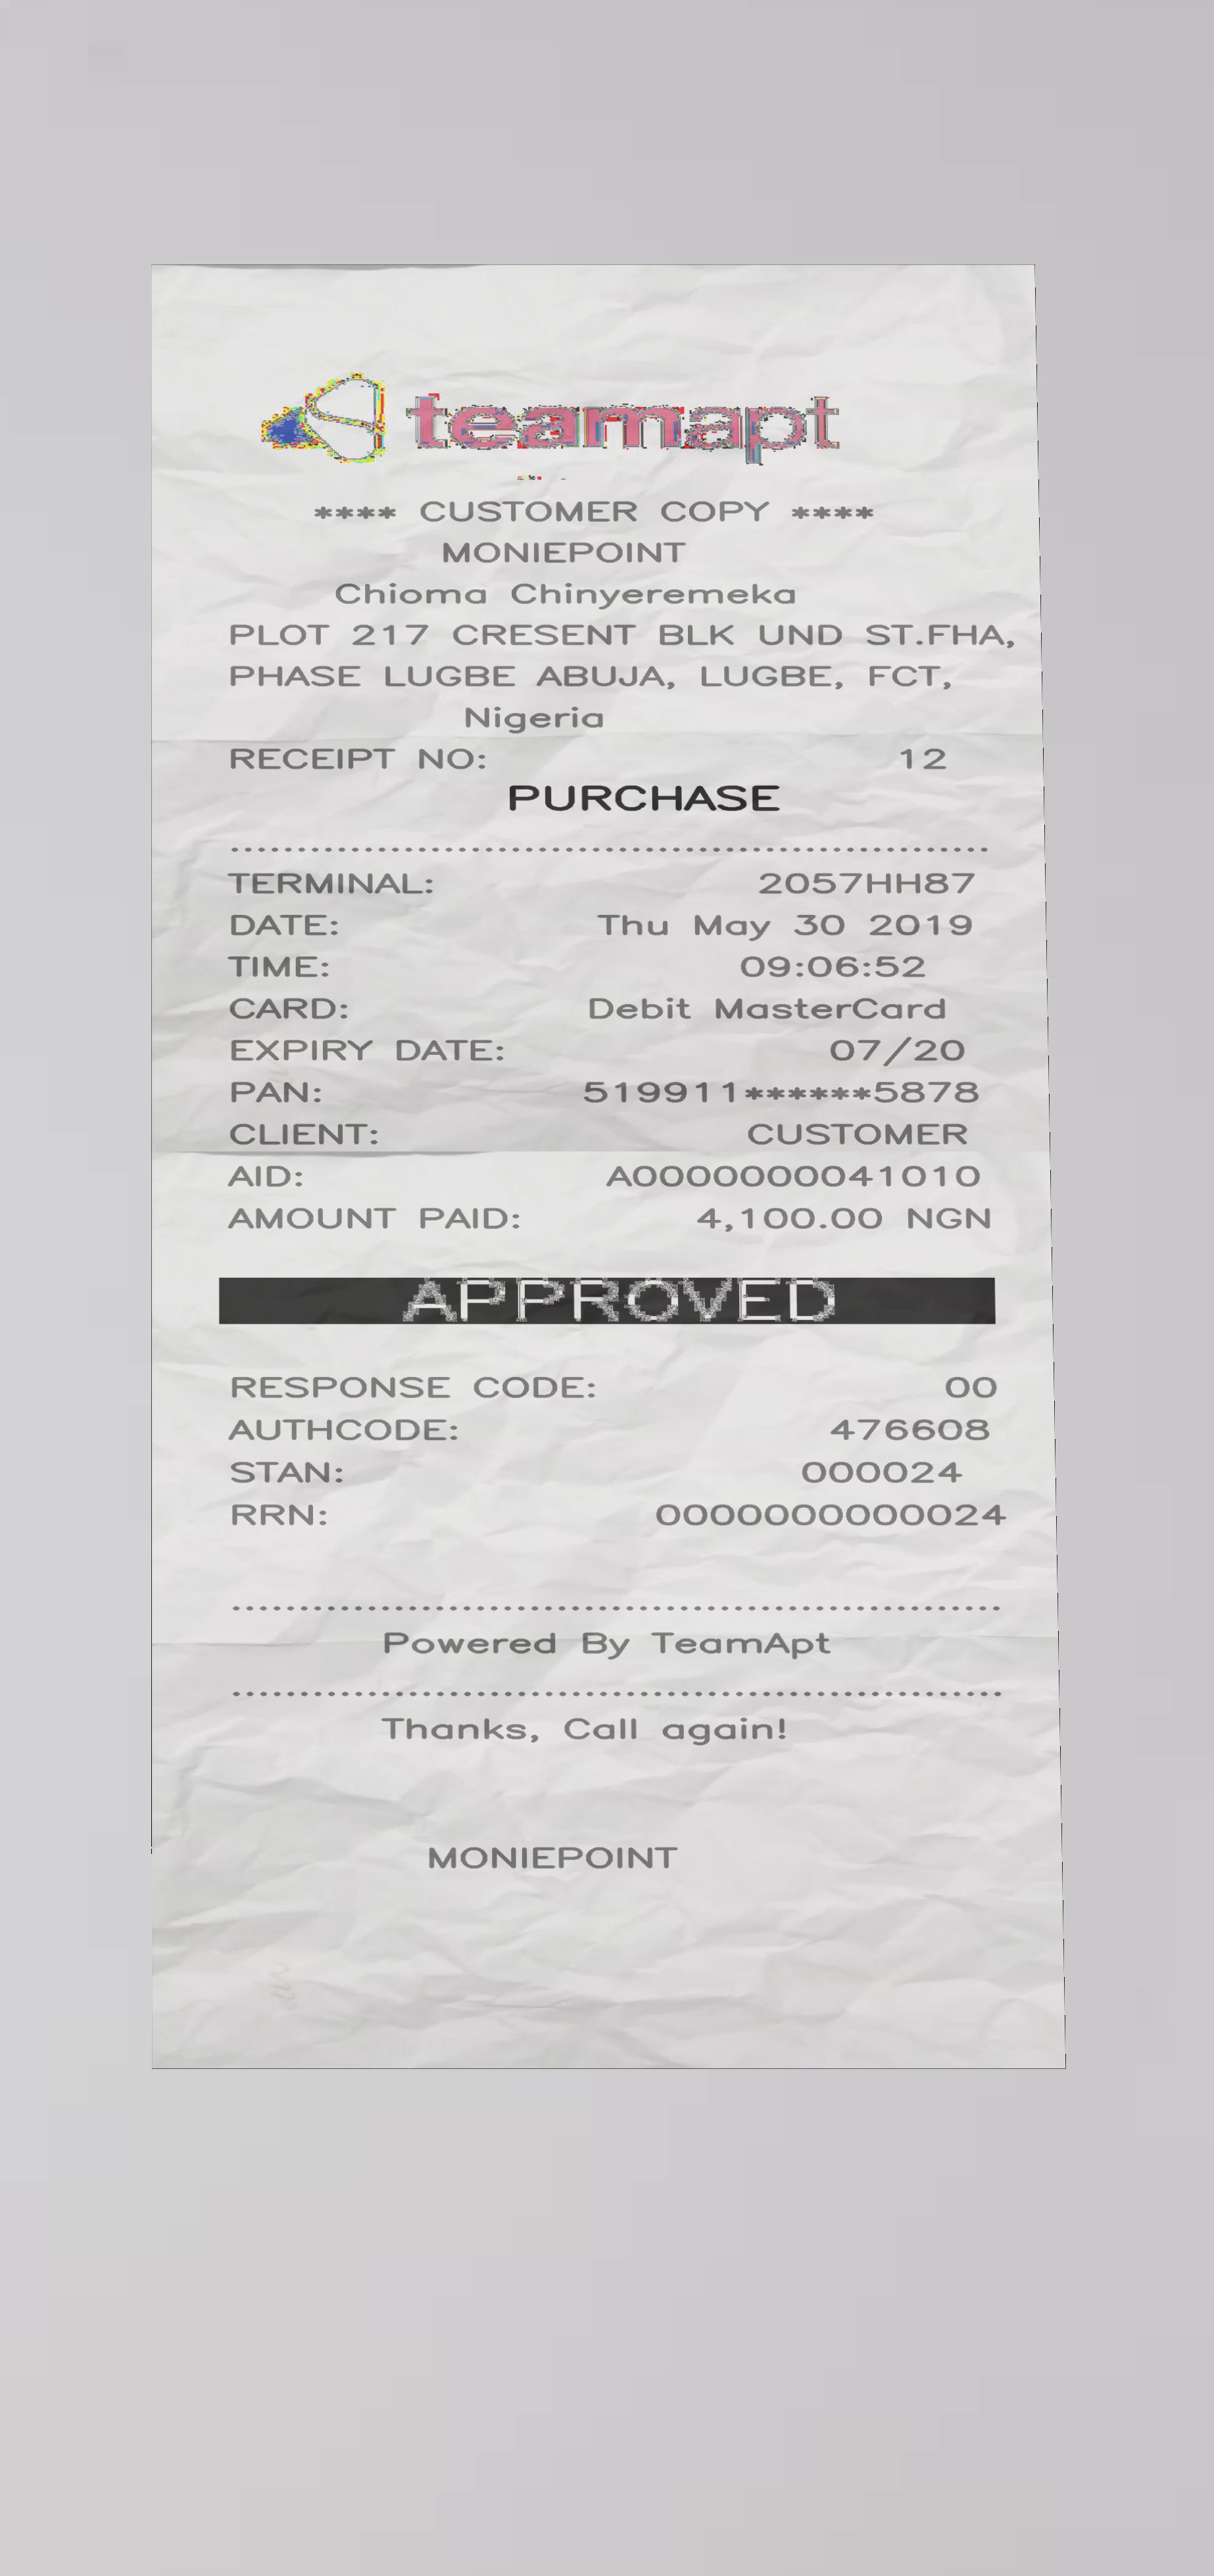 teamapt
**** CUSTOMER COPY ****
MONIEPOINT
Chioma Chinyeremeka
PLOT 217 CRESENT BLK UND ST.FHA,
PHASE LUGBE ABUJA, LUGBE, FCT,
Nigeria
RECEIPT NO: 12
PURCHASE
TERMINAL: 2057HH87
DATE: Thu May 30 2019
TIME: 09:06:52
CARD: Debit MasterCard
EXPIRY DATE: 07/20
PAN: 519911******5878
CLIENT: CUSTOMER
AID: A0000000041010
AMOUNT PAID: 4,100.00 NGN
APPROVED
RESPONSE CODE: 00
AUTHCODE: 476608
STAN: 000024
RRN: 0000000000024
Powered By TeamApt
Thanks, Call again!
MONIEPOINT